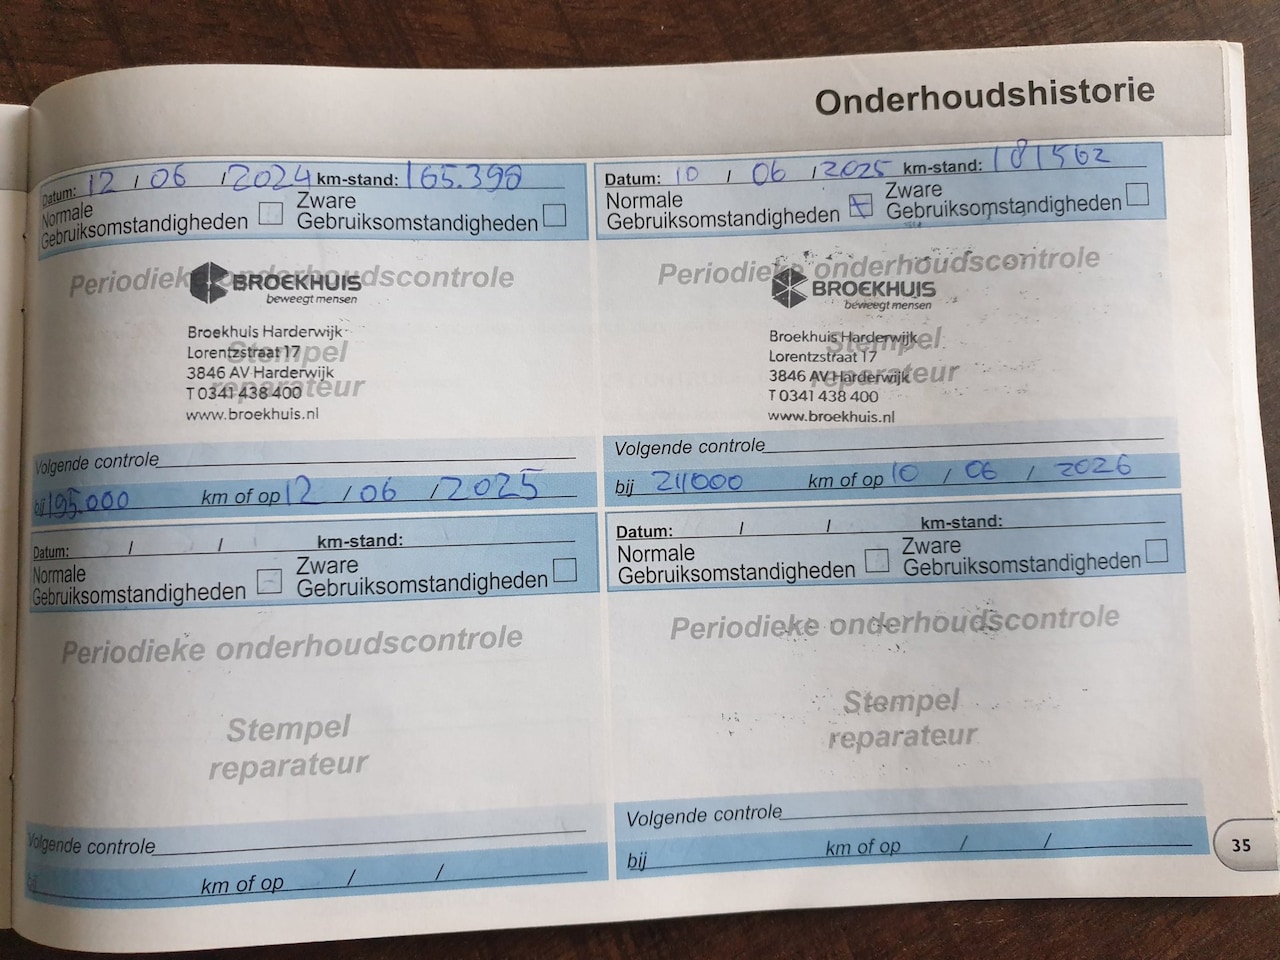 Onderhoudshistorie
Datum: 12 / 06 / 2024 km-stand: 165.398
Normale
Gebruiksomstandigheden
Zware
Gebruiksomstandigheden
Periodieke onderhoudscontrole
BROEKHUIS
beweegt mensen
Broekhuis Harderwijk
Lorentzstraat 17
Stempel
3846 AV Harderwijk
reparateur
T 0341 438 400
www.broekhuis.nl
Volgende controle
bij 195.000 km of op 12 / 06 / 2025
Datum: 10 / 06 / 2025 km-stand: 181562
Normale
Gebruiksomstandigheden
Zware
Gebruiksomstandigheden
Periodieke onderhoudscontrole
BROEKHUIS
beweegt mensen
Broekhuis Harderwijk
Stempel
Lorentzstraat 17
3846 AV Harderwijk
reparateur
T 0341 438 400
www.broekhuis.nl
Volgende controle
bij 211000 km of op 10 / 06 / 2026
Datum: / / km-stand:
Normale
Gebruiksomstandigheden
Zware
Gebruiksomstandigheden
Periodieke onderhoudscontrole
Stempel
reparateur
Volgende controle
bij km of op / /
Datum: / / km-stand:
Normale
Gebruiksomstandigheden
Zware
Gebruiksomstandigheden
Periodieke onderhoudscontrole
Stempel
reparateur
Volgende controle
bij km of op / /
35